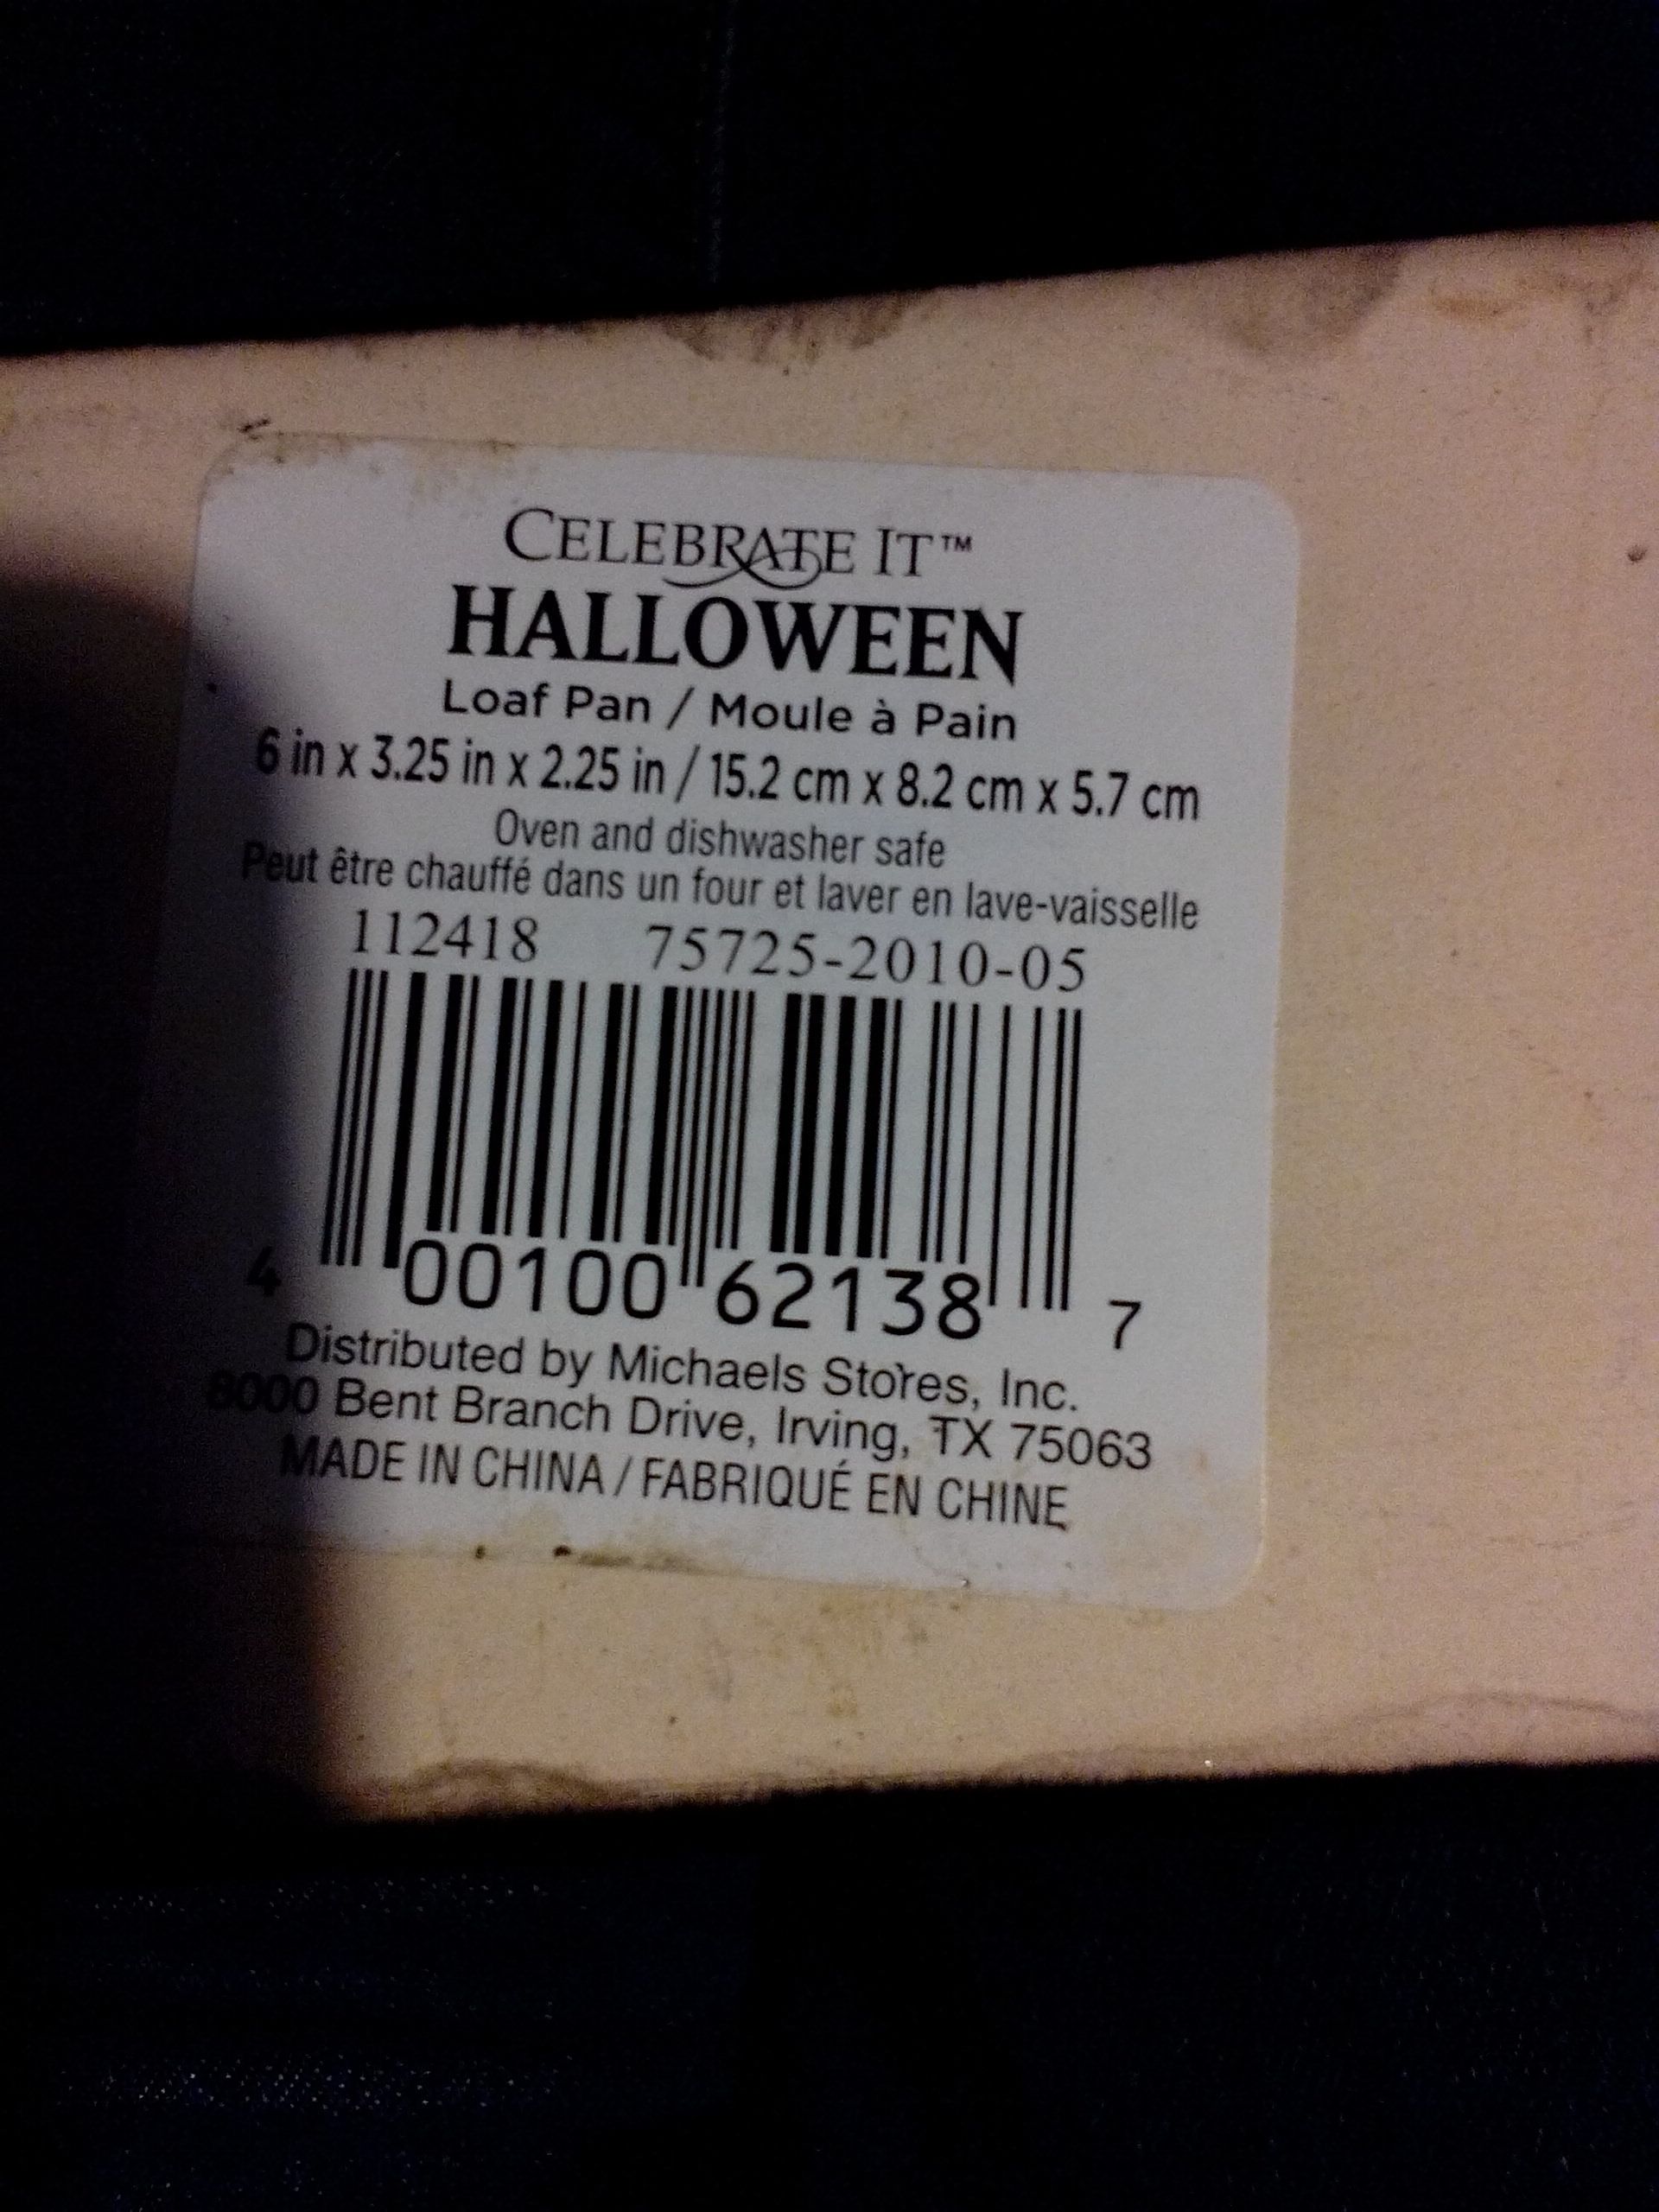 CELEBRATE IT™
HALLOWEEN
Loaf Pan / Moule à Pain
6 in x 3.25 in x 2.25 in / 15.2 cm x 8.2 cm x 5.7 cm
Oven and dishwasher safe
Peut être chauffé dans un four et laver en lave-vaisselle
112418 75725-2010-05
4 00100 62138 7
Distributed by Michaels Stores, Inc.
8000 Bent Branch Drive, Irving, TX 75063
MADE IN CHINA / FABRIQUÉ EN CHINE